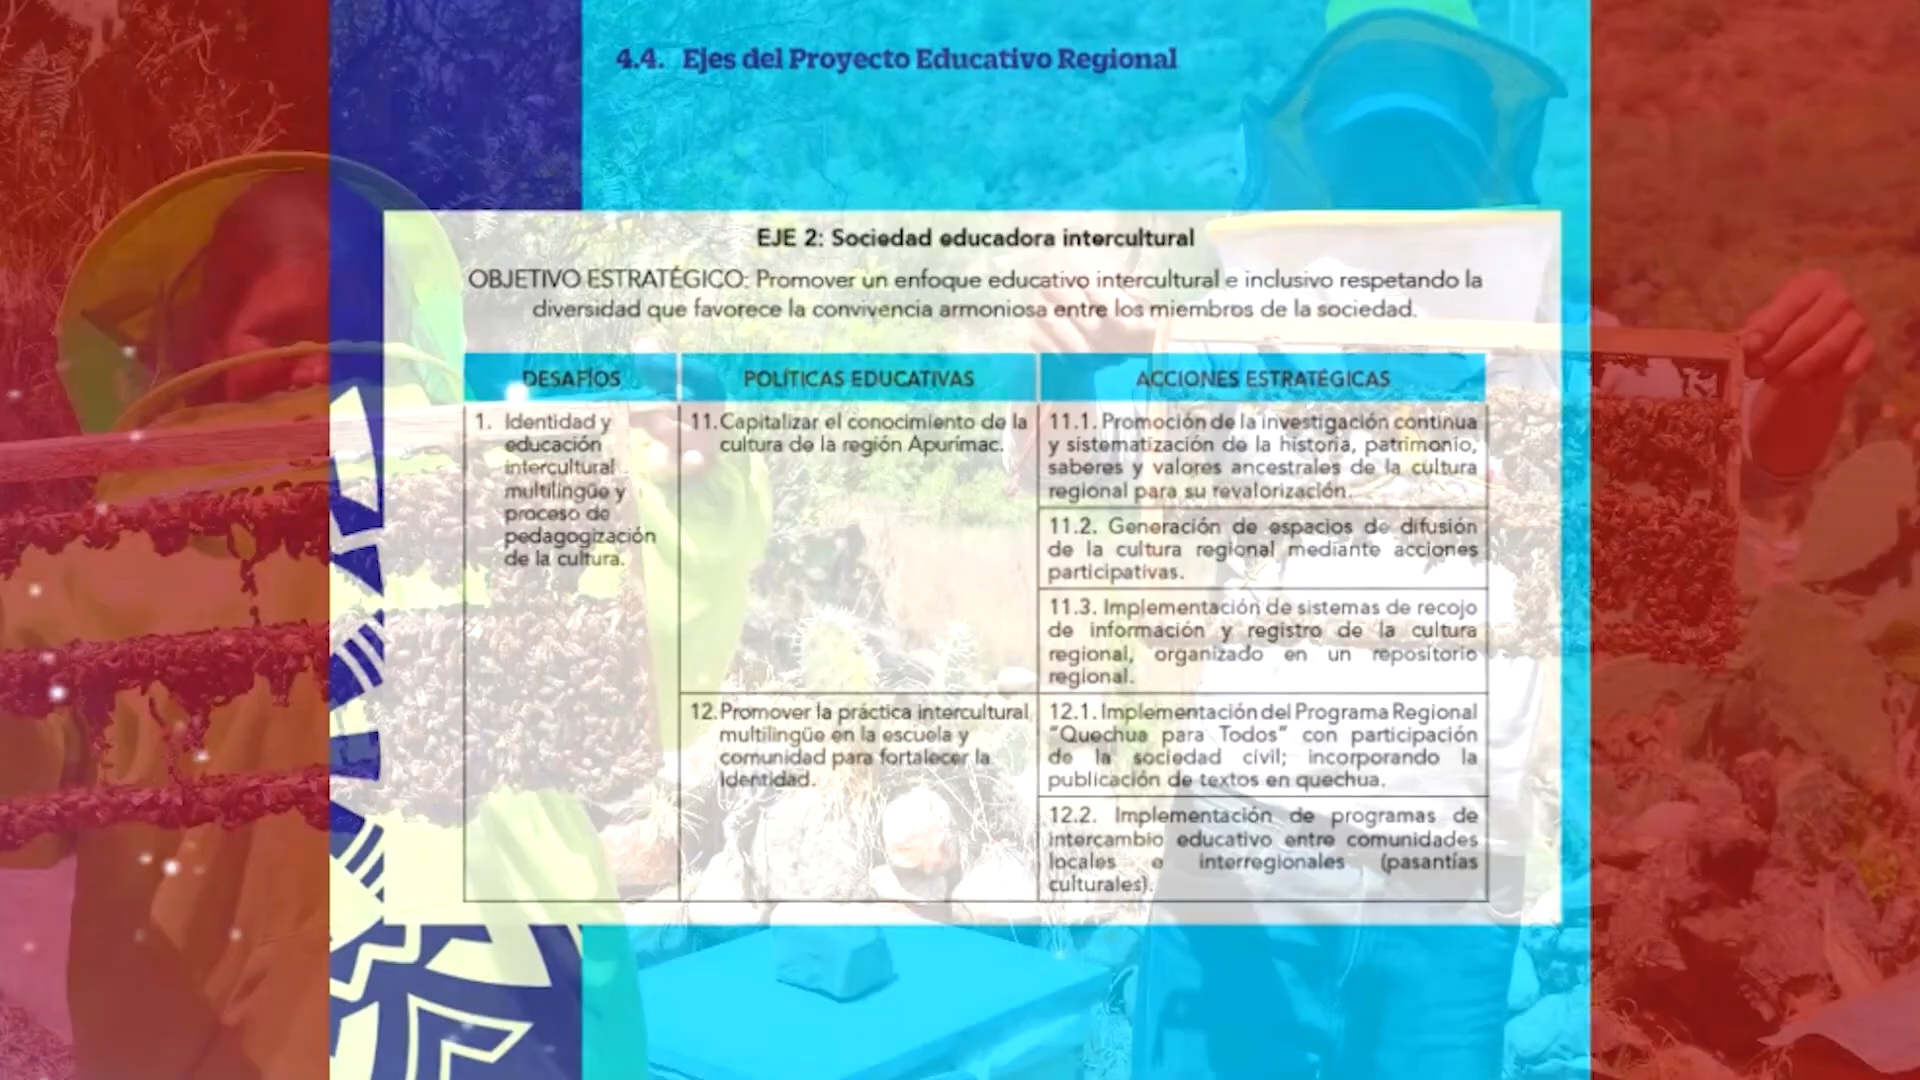 4.4. Ejes del Proyecto Educativo Regional
EJE 2: Sociedad educadora intercultural
OBJETIVO ESTRATÉGICO: Promover un enfoque educativo intercultural e inclusivo respetando la
diversidad que favorece la convivencia armoniosa entre los miembros de la sociedad.
DESAFÍOS
POLÍTICAS EDUCATIVAS
ACCIONES ESTRATÉGICAS
1. Identidad y
educación
intercultural
multilingüe y
proceso de
pedagogización
de la cultura.
11. Capitalizar el conocimiento de la
cultura de la región Apurímac.
11.1. Promoción de la investigación continua
y sistematización de la historia, patrimonio,
saberes y valores ancestrales de la cultura
regional para su revalorización.
11.2. Generación de espacios de difusión
de la cultura regional mediante acciones
participativas.
11.3. Implementación de sistemas de recojo
de información y registro de la cultura
regional, organizado en un repositorio
regional.
12. Promover la práctica intercultural
multilingüe en la escuela y
comunidad para fortalecer la
Identidad.
12.1. Implementación del Programa Regional
"Quechua para Todos" con participación
de la sociedad civil; incorporando la
publicación de textos en quechua.
12.2. Implementación de programas de
intercambio educativo entre comunidades
locales e interregionales (pasantías
culturales).